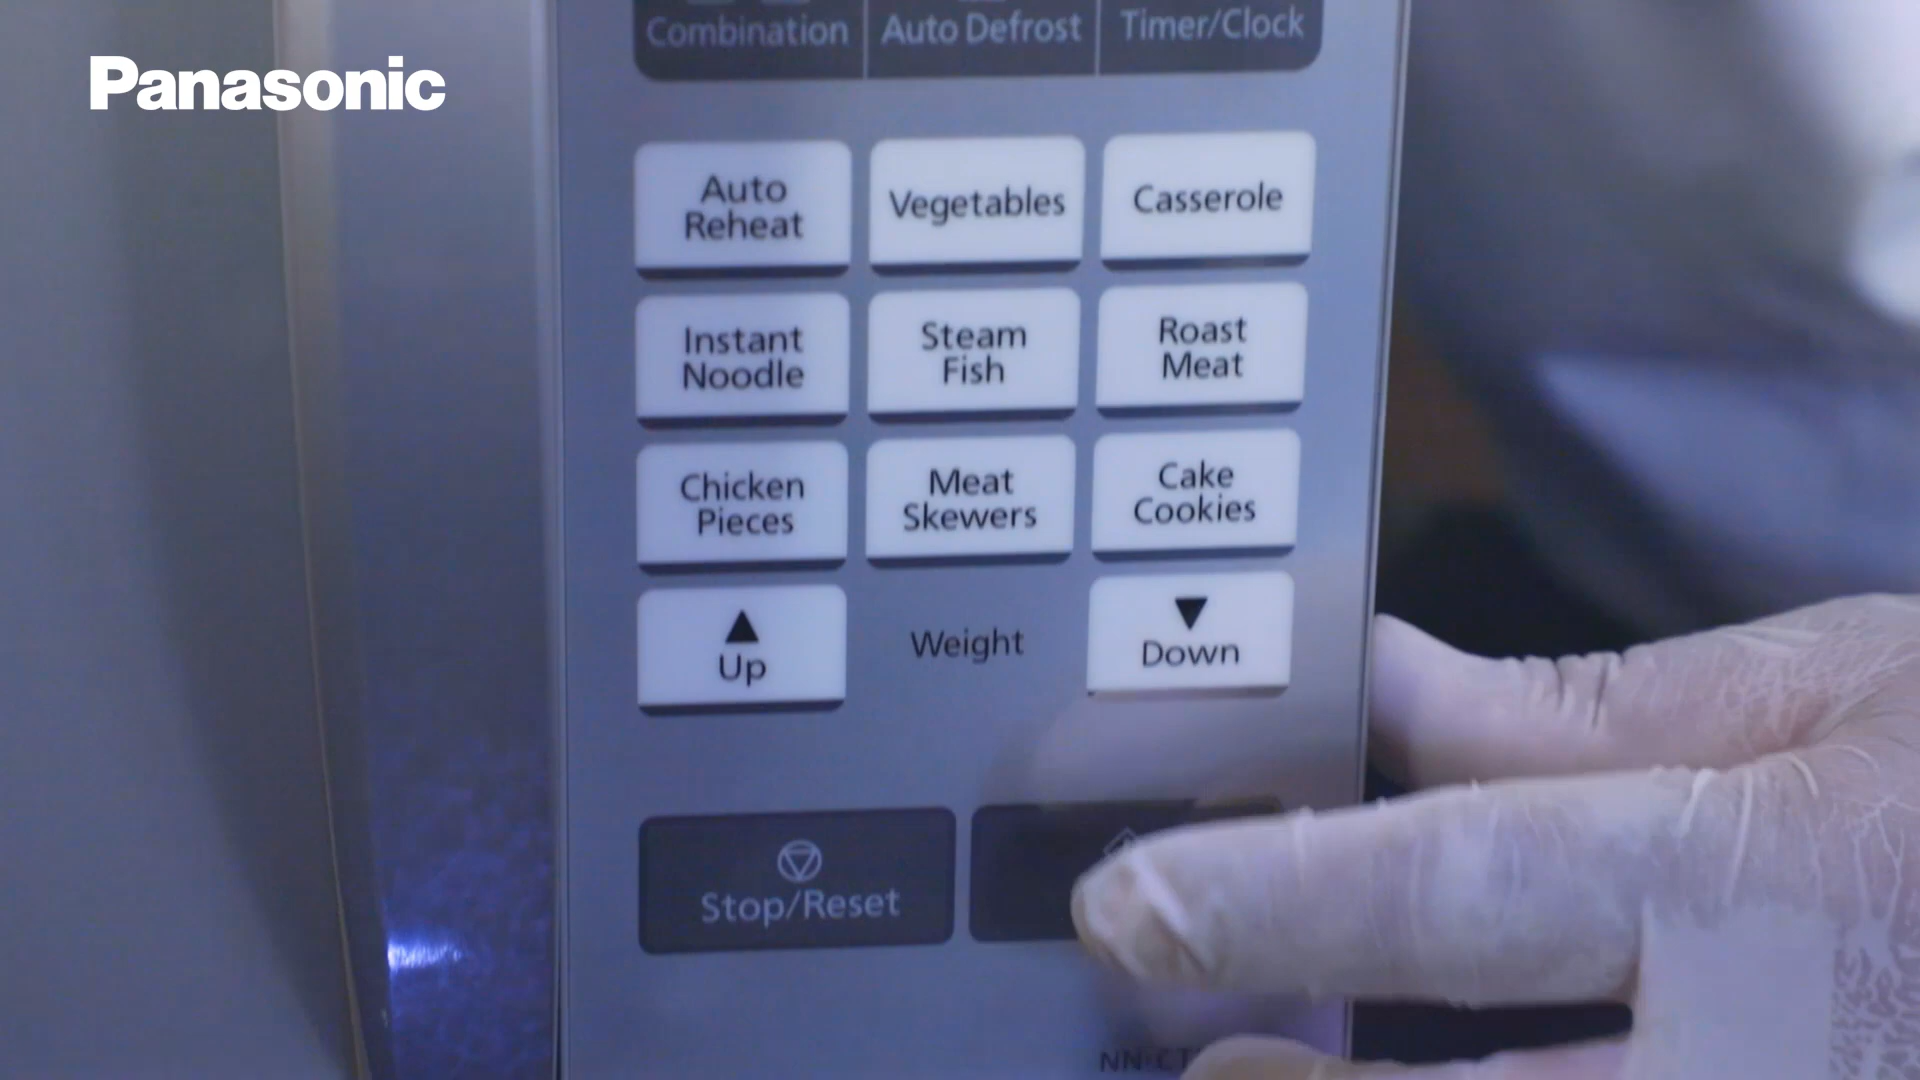 Panasonic
Combination
Auto Defrost
Timer/Clock
Auto
Reheat
Vegetables
Casserole
Instant
Noodle
Steam
Fish
Roast
Meat
Chicken
Pieces
Meat
Skewers
Cake
Cookies
Up
Weight
Down
Stop/Reset